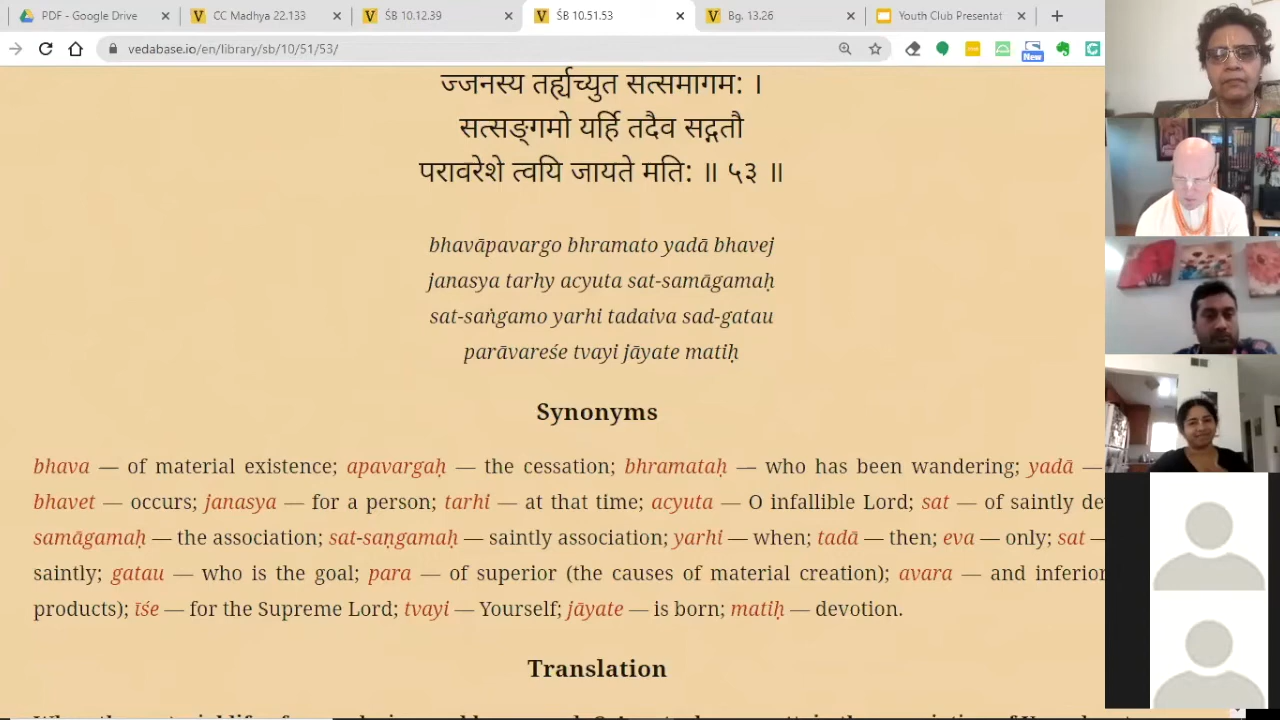 PDF - Google Drive
CC Madhya 22.133
ŚB 10.12.39
ŚB 10.51.53
Bg. 13.26
Youth Club Presentat
vedabase.io/en/library/sb/10/51/53/
New
ज्जनस्य तर्ह्यच्युत सत्समागम: ।
सत्सङ्गमो यर्हि तदैव सद्गतौ
परावरेशे त्वयि जायते मति: ॥ ५३ ॥
bhavāpavargo bhramato yadā bhavej
janasya tarhy acyuta sat-samāgamaḥ
sat-saṅgamo yarhi tadaiva sad-gatau
parāvareśe tvayi jāyate matiḥ
Synonyms
bhava — of material existence; apavargaḥ — the cessation; bhramataḥ — who has been wandering; yadā —
bhavet — occurs; janasya — for a person; tarhi — at that time; acyuta — O infallible Lord; sat — of saintly de
samāgamaḥ — the association; sat-saṇgamaḥ — saintly association; yarhi — when; tadā — then; eva — only; sat —
saintly; gatau — who is the goal; para — of superior (the causes of material creation); avara — and inferior
products); īśe — for the Supreme Lord; tvayi — Yourself; jāyate — is born; matiḥ — devotion.
Translation